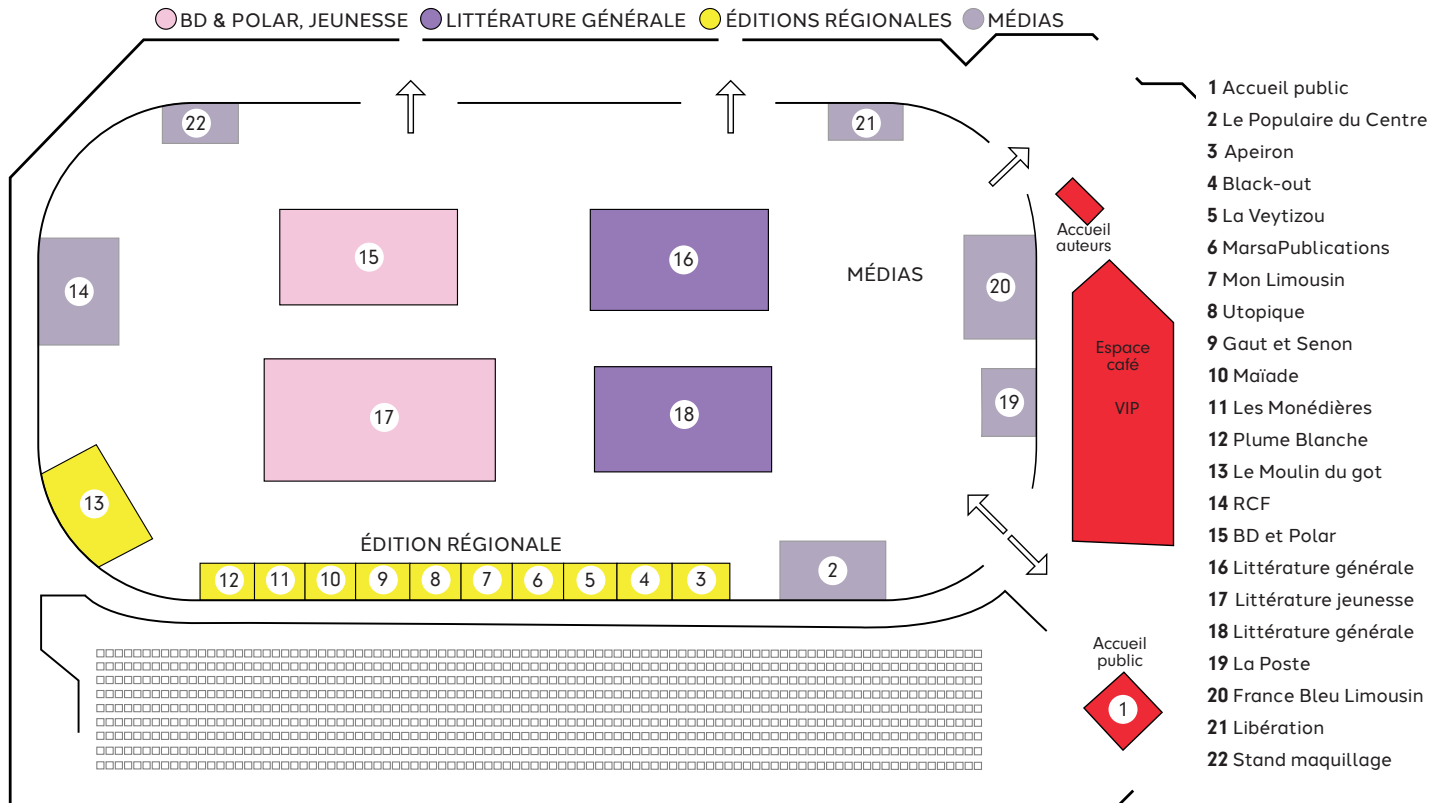 BD & POLAR, JEUNESSE LITTÉRATURE GÉNÉRALE ÉDITIONS RÉGIONALES MÉDIAS
22
21
15
16
14
MÉDIAS
20
Accueil
auteurs
Espace
café
VIP
17
18
19
13
ÉDITION RÉGIONALE
12 11 10 9 8 7 6 5 4 3
2
Accueil
public
1
1 Accueil public
2 Le Populaire du Centre
3 Apeiron
4 Black-out
5 La Veytizou
6 MarsaPublications
7 Mon Limousin
8 Utopique
9 Gaut et Senon
10 Maïade
11 Les Monédières
12 Plume Blanche
13 Le Moulin du got
14 RCF
15 BD et Polar
16 Littérature générale
17 Littérature jeunesse
18 Littérature générale
19 La Poste
20 France Bleu Limousin
21 Libération
22 Stand maquillage